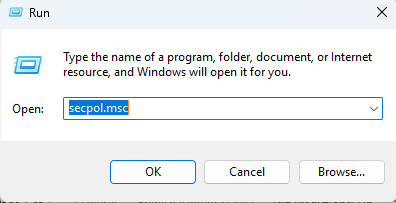 Run
Type the name of a program, folder, document, or Internet
resource, and Windows will open it for you.
Open: secpol.msc
OK Cancel Browse...